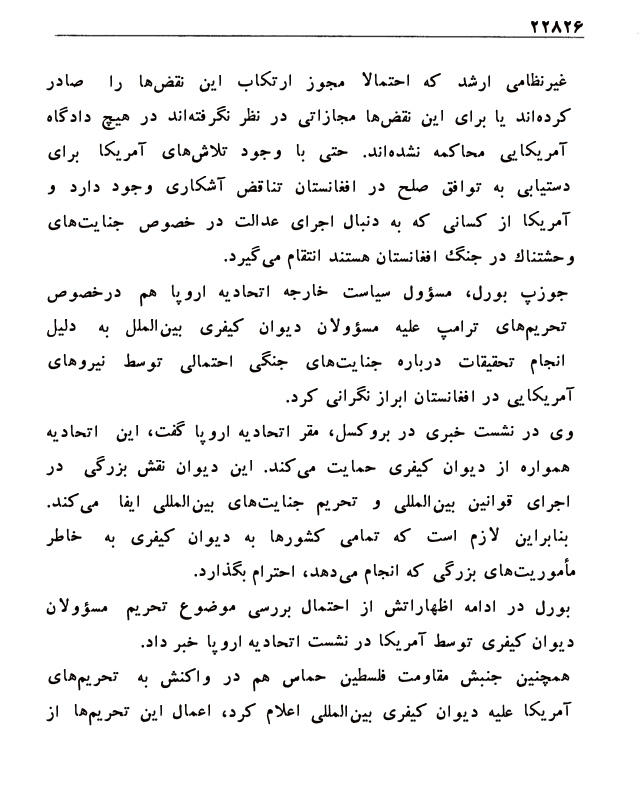 ۲۲۸۲۶
غیرنظامی ارشد که احتمالا مجوز ارتکاب این نقض‌ها را صادر
کرده‌اند یا برای این نقض‌ها مجازاتی در نظر نگرفته‌اند در هیچ دادگاه
آمریکایی محاکمه نشده‌اند. حتی با وجود تلاش‌های آمریکا برای
دستیابی به توافق صلح در افغانستان تناقض آشکاری وجود دارد و
آمریکا از کسانی که به دنبال اجرای عدالت در خصوص جنایت‌های
وحشتناك در جنگ افغانستان هستند انتقام می‌گیرد.
جوزپ بورل، مسؤول سیاست خارجه اتحادیه اروپا هم درخصوص
تحریم‌های ترامپ علیه مسؤولان دیوان کیفری بین‌الملل به دلیل
انجام تحقیقات درباره جنایت‌های جنگی احتمالی توسط نیروهای
آمریکایی در افغانستان ابراز نگرانی کرد.
وی در نشست خبری در بروکسل، مقر اتحادیه اروپا گفت، این اتحادیه
همواره از دیوان کیفری حمایت می‌کند. این دیوان نقش بزرگی در
اجرای قوانین بین‌المللی و تحریم جنایت‌های بین‌المللی ایفا می‌کند.
بنابراین لازم است که تمامی کشورها به دیوان کیفری به خاطر
مأموریت‌های بزرگی که انجام می‌دهد، احترام بگذارد.
بورل در ادامه اظهاراتش از احتمال بررسی موضوع تحریم مسؤولان
دیوان کیفری توسط آمریکا در نشست اتحادیه اروپا خبر داد.
همچنین جنبش مقاومت فلسطین حماس هم در واکنش به تحریم‌های
آمریکا علیه دیوان کیفری بین‌المللی اعلام کرد، اعمال این تحریم‌ها از